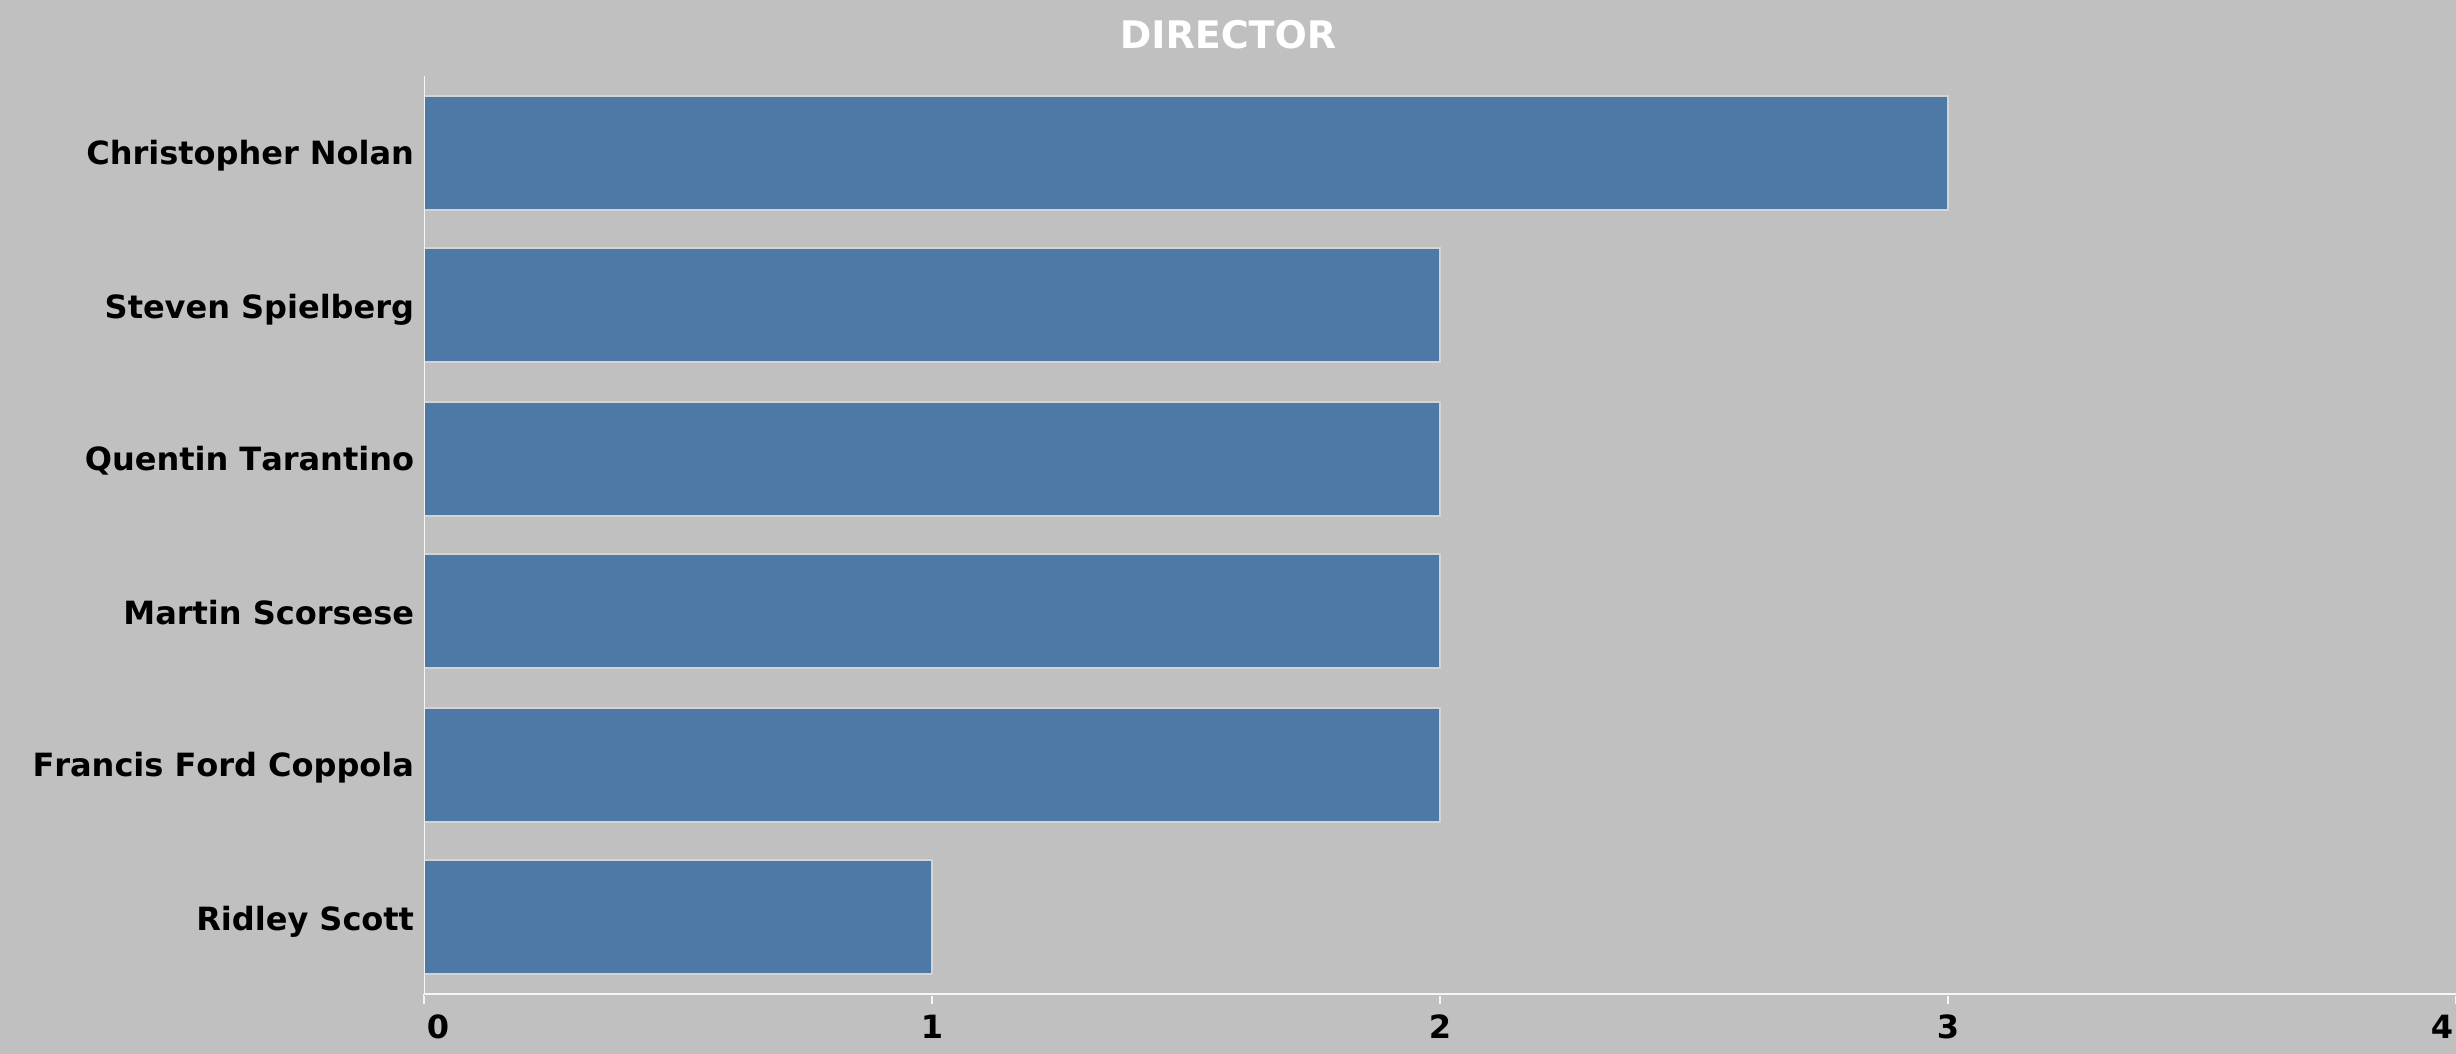 DIRECTOR
Christopher Nolan
Steven Spielberg
Quentin Tarantino
Martin Scorsese
Francis Ford Coppola
Ridley Scott
0 1 2 3 4